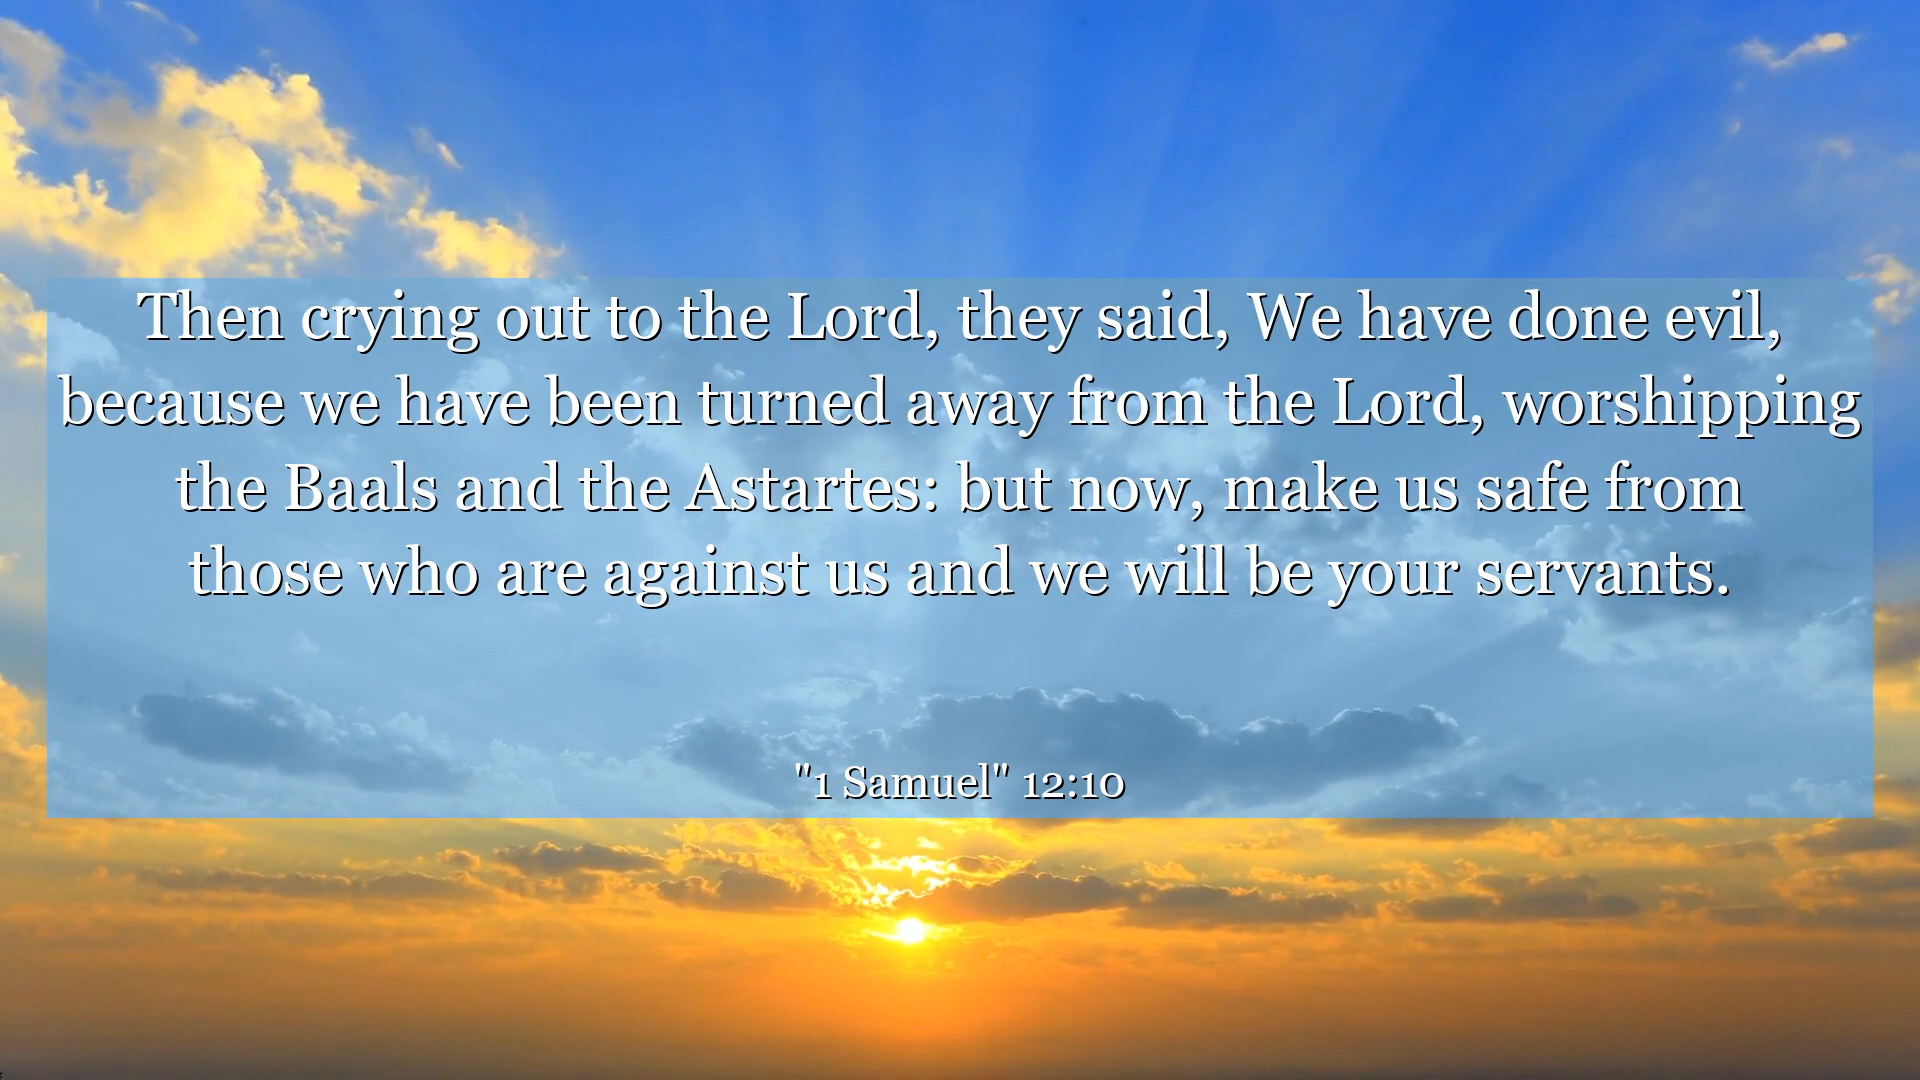 Then crying out to the Lord, they said, We have done evil,
because we have been turned away from the Lord, worshipping
the Baals and the Astartes: but now, make us safe from
those who are against us and we will be your servants.
"1 Samuel" 12:10